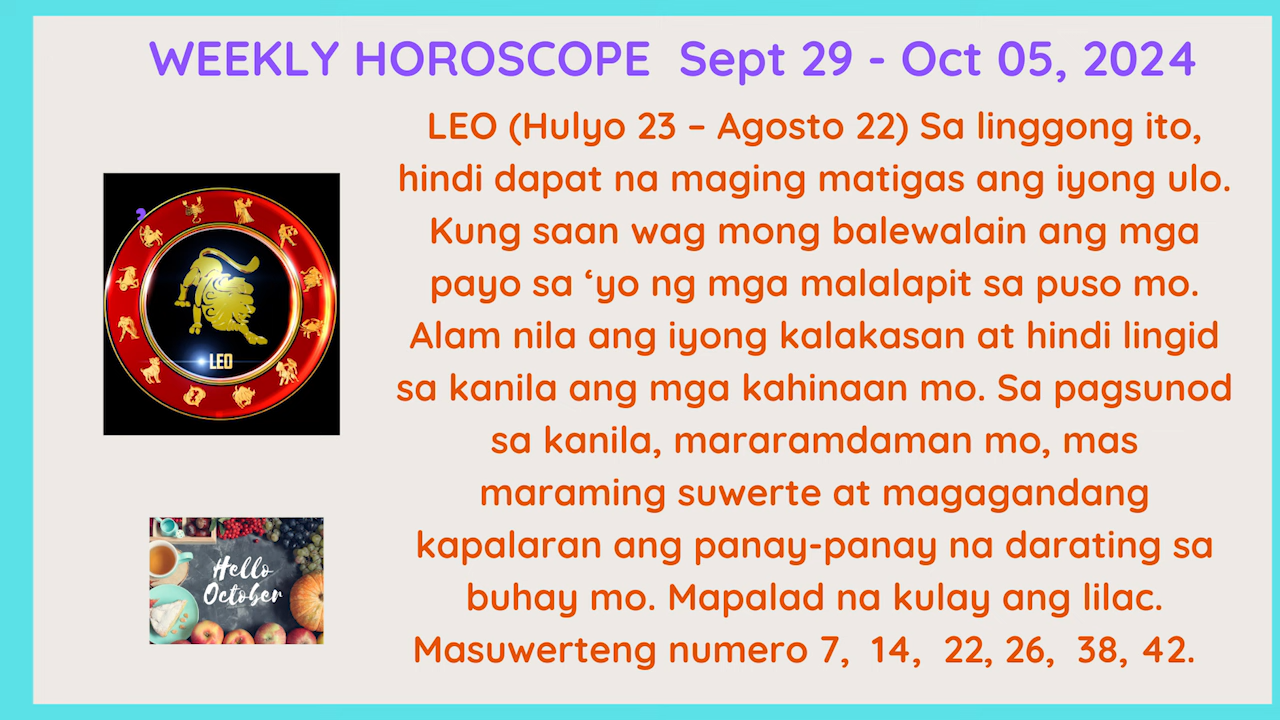 WEEKLY HOROSCOPE Sept 29 - Oct 05, 2024
LEO (Hulyo 23 – Agosto 22) Sa linggong ito,
hindi dapat na maging matigas ang iyong ulo.
Kung saan wag mong balewalain ang mga
payo sa ‘yo ng mga malalapit sa puso mo.
Alam nila ang iyong kalakasan at hindi lingid
sa kanila ang mga kahinaan mo. Sa pagsunod
sa kanila, mararamdaman mo, mas
maraming suwerte at magagandang
kapalaran ang panay-panay na darating sa
buhay mo. Mapalad na kulay ang lilac.
Masuwerteng numero 7, 14, 22, 26, 38, 42.
LEO
Hello
October